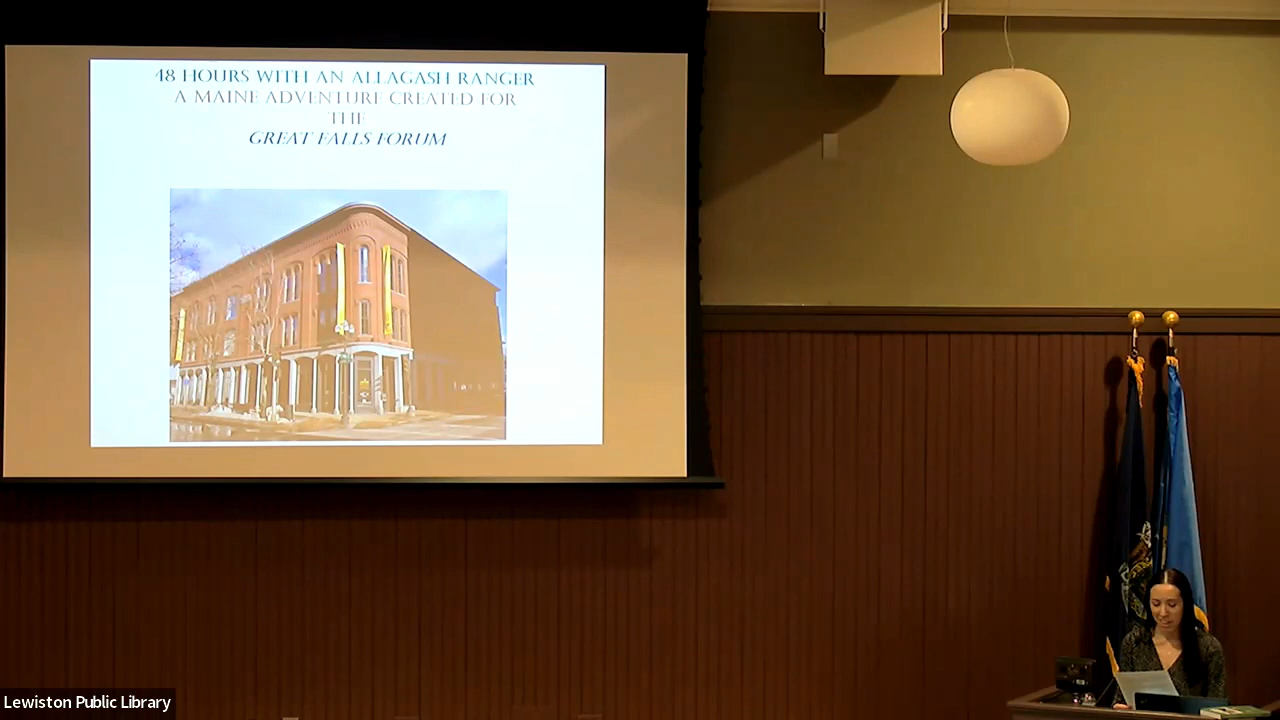 48 HOURS WITH AN ALLAGASH RANGER
A MAINE ADVENTURE CREATED FOR
THE
GREAT FALLS FORUM
Lewiston Public Library